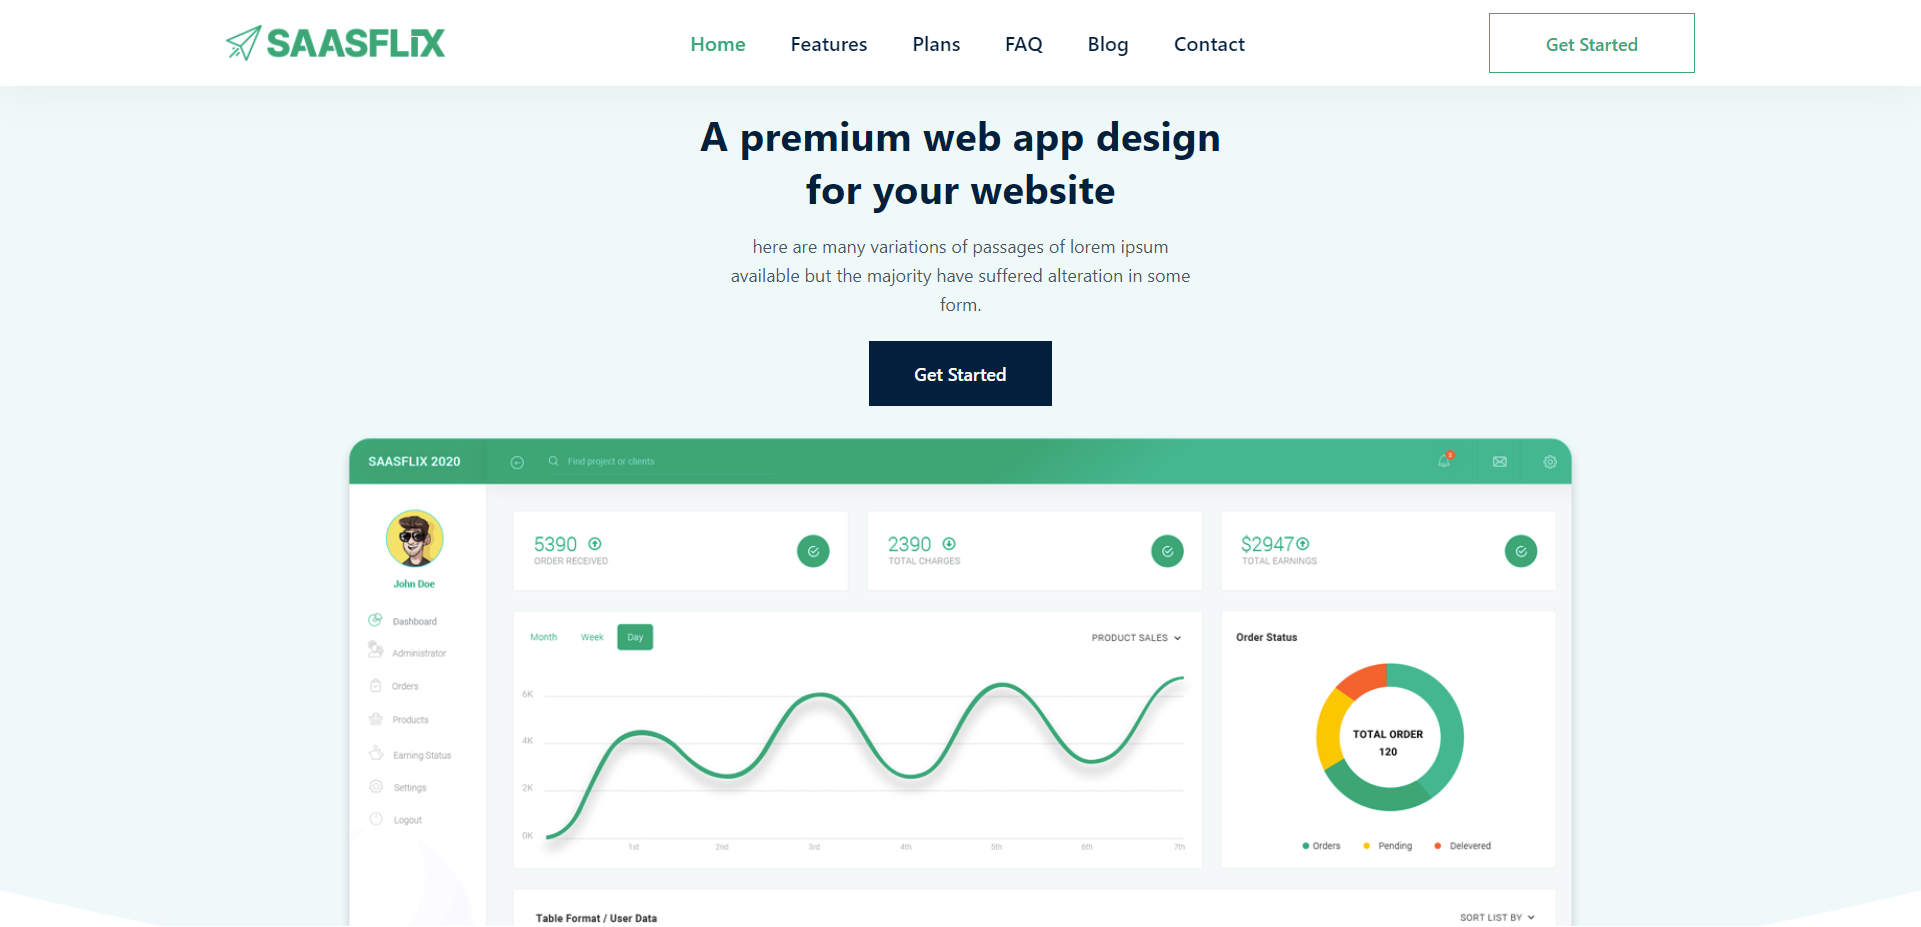 SAASFLIX
Home
Features
Plans
FAQ
Blog
Contact
Get Started
A premium web app design
for your website
here are many variations of passages of lorem ipsum
available but the majority have suffered alteration in some
form.
Get Started
SAASFLIX 2020
Find project or clients
2
John Doe
Dashboard
Administrator
Orders
Products
Earning Status
Settings
Logout
5390
ORDER RECEIVED
2390
TOTAL CHARGES
$2947
TOTAL EARNINGS
Month
Week
Day
PRODUCT SALES
6K
4K
2K
0K
1st
2nd
3rd
4th
5th
6th
7th
Order Status
TOTAL ORDER
120
Orders
Pending
Delevered
Table Format / User Data
SORT LIST BY